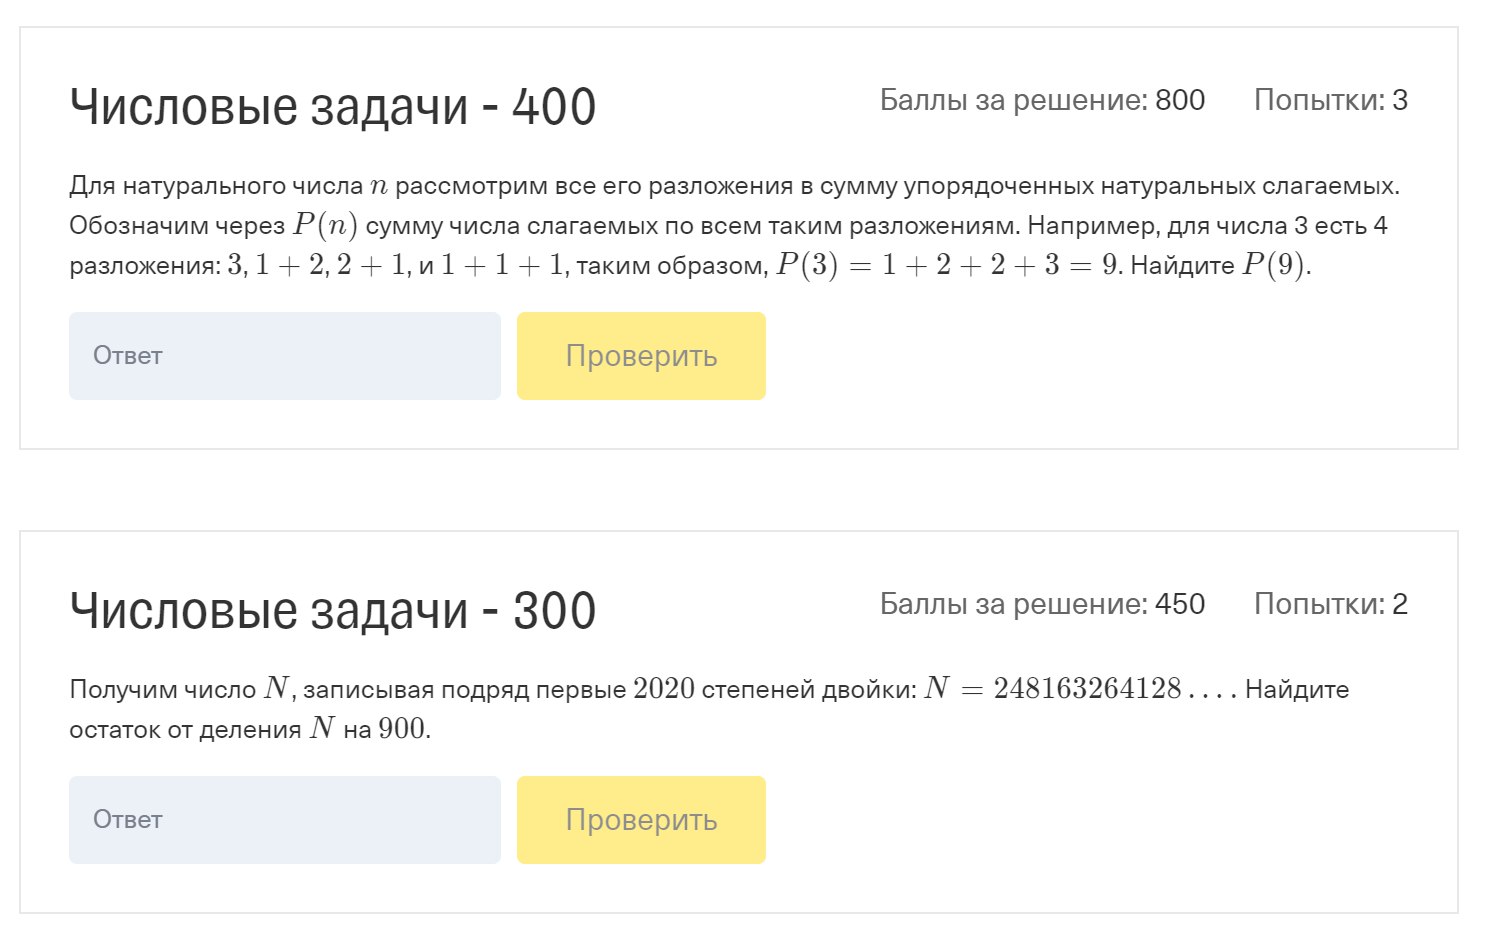 Числовые задачи - 400
Баллы за решение: 800 Попытки: 3
Для натурального числа n рассмотрим все его разложения в сумму упорядоченных натуральных слагаемых.
Обозначим через P(n) сумму числа слагаемых по всем таким разложениям. Например, для числа 3 есть 4
разложения: 3, 1 + 2, 2 + 1, и 1 + 1 + 1, таким образом, P(3) = 1 + 2 + 2 + 3 = 9. Найдите P(9).
Ответ
Проверить
Числовые задачи - 300
Баллы за решение: 450 Попытки: 2
Получим число N, записывая подряд первые 2020 степеней двойки: N = 248163264128 . . . . Найдите
остаток от деления N на 900.
Ответ
Проверить